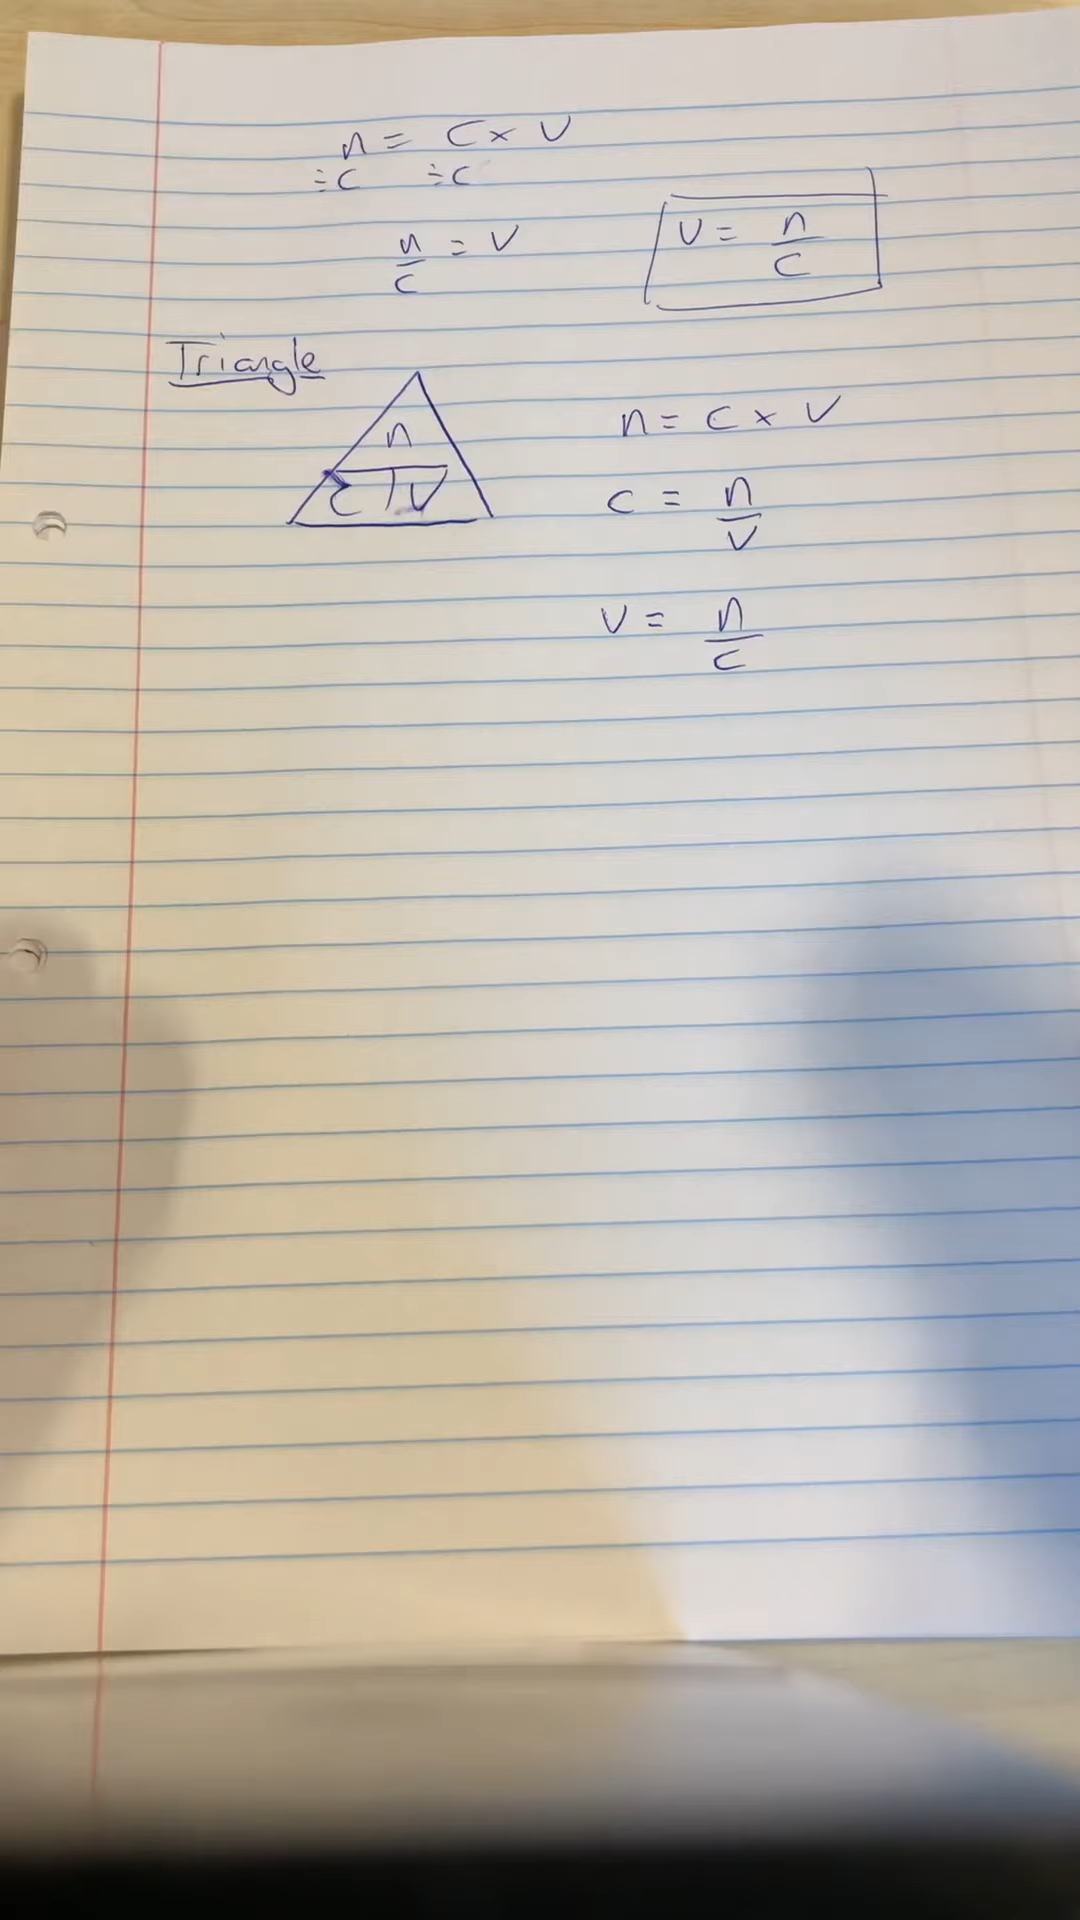 n = C × V
÷C ÷C
n/c = V
V = n/c
Triangle
n
C V
n = C × V
C = n/V
V = n/c